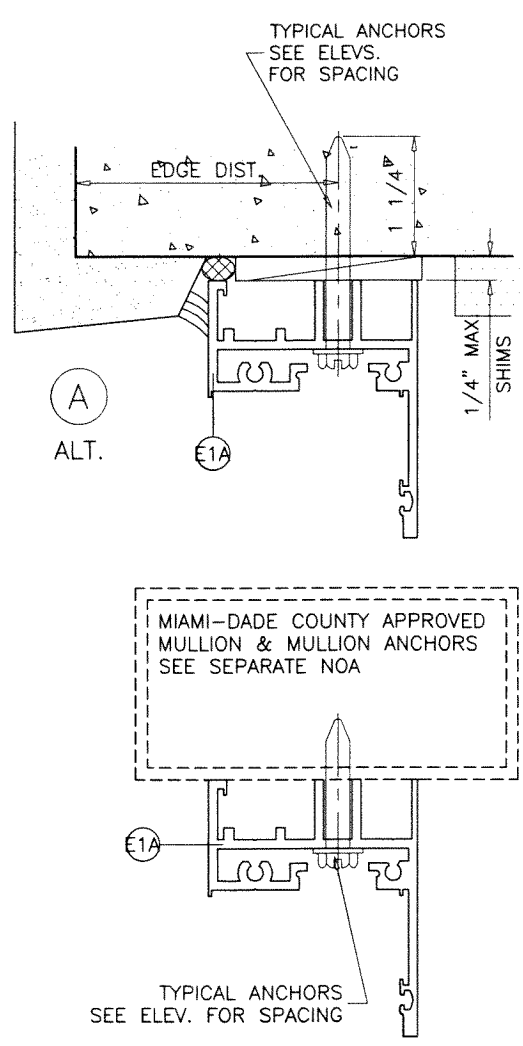 TYPICAL ANCHORS
SEE ELEVS.
FOR SPACING
EDGE DIST.
1 1/4"
1/4" MAX
SHIMS
A
ALT.
E1A
MIAMI-DADE COUNTY APPROVED
MULLION & MULLION ANCHORS
SEE SEPARATE NOA
E1A
TYPICAL ANCHORS
SEE ELEV. FOR SPACING